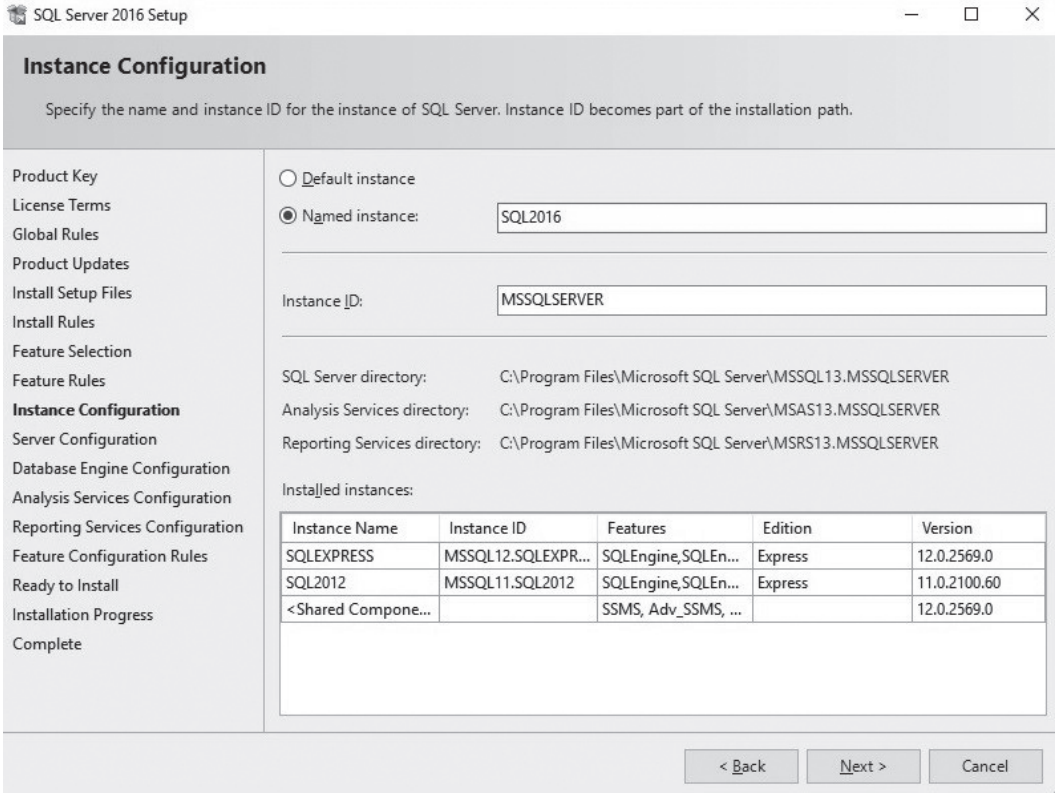 SQL Server 2016 Setup
Instance Configuration
Specify the name and instance ID for the instance of SQL Server. Instance ID becomes part of the installation path.
Product Key
License Terms
Global Rules
Product Updates
Install Setup Files
Install Rules
Feature Selection
Feature Rules
Instance Configuration
Server Configuration
Database Engine Configuration
Analysis Services Configuration
Reporting Services Configuration
Feature Configuration Rules
Ready to Install
Installation Progress
Complete
Default instance
Named instance: SQL2016
Instance ID: MSSQLSERVER
SQL Server directory: C:\Program Files\Microsoft SQL Server\MSSQL13.MSSQLSERVER
Analysis Services directory: C:\Program Files\Microsoft SQL Server\MSAS13.MSSQLSERVER
Reporting Services directory: C:\Program Files\Microsoft SQL Server\MSRS13.MSSQLSERVER
Installed instances:
Instance Name Instance ID Features Edition Version
SQLEXPRESS MSSQL12.SQLEXPR... SQLEngine,SQLEn... Express 12.0.2569.0
SQL2012 MSSQL11.SQL2012 SQLEngine,SQLEn... Express 11.0.2100.60
<Shared Compone... SSMS, Adv_SSMS, ... 12.0.2569.0
< Back Next > Cancel